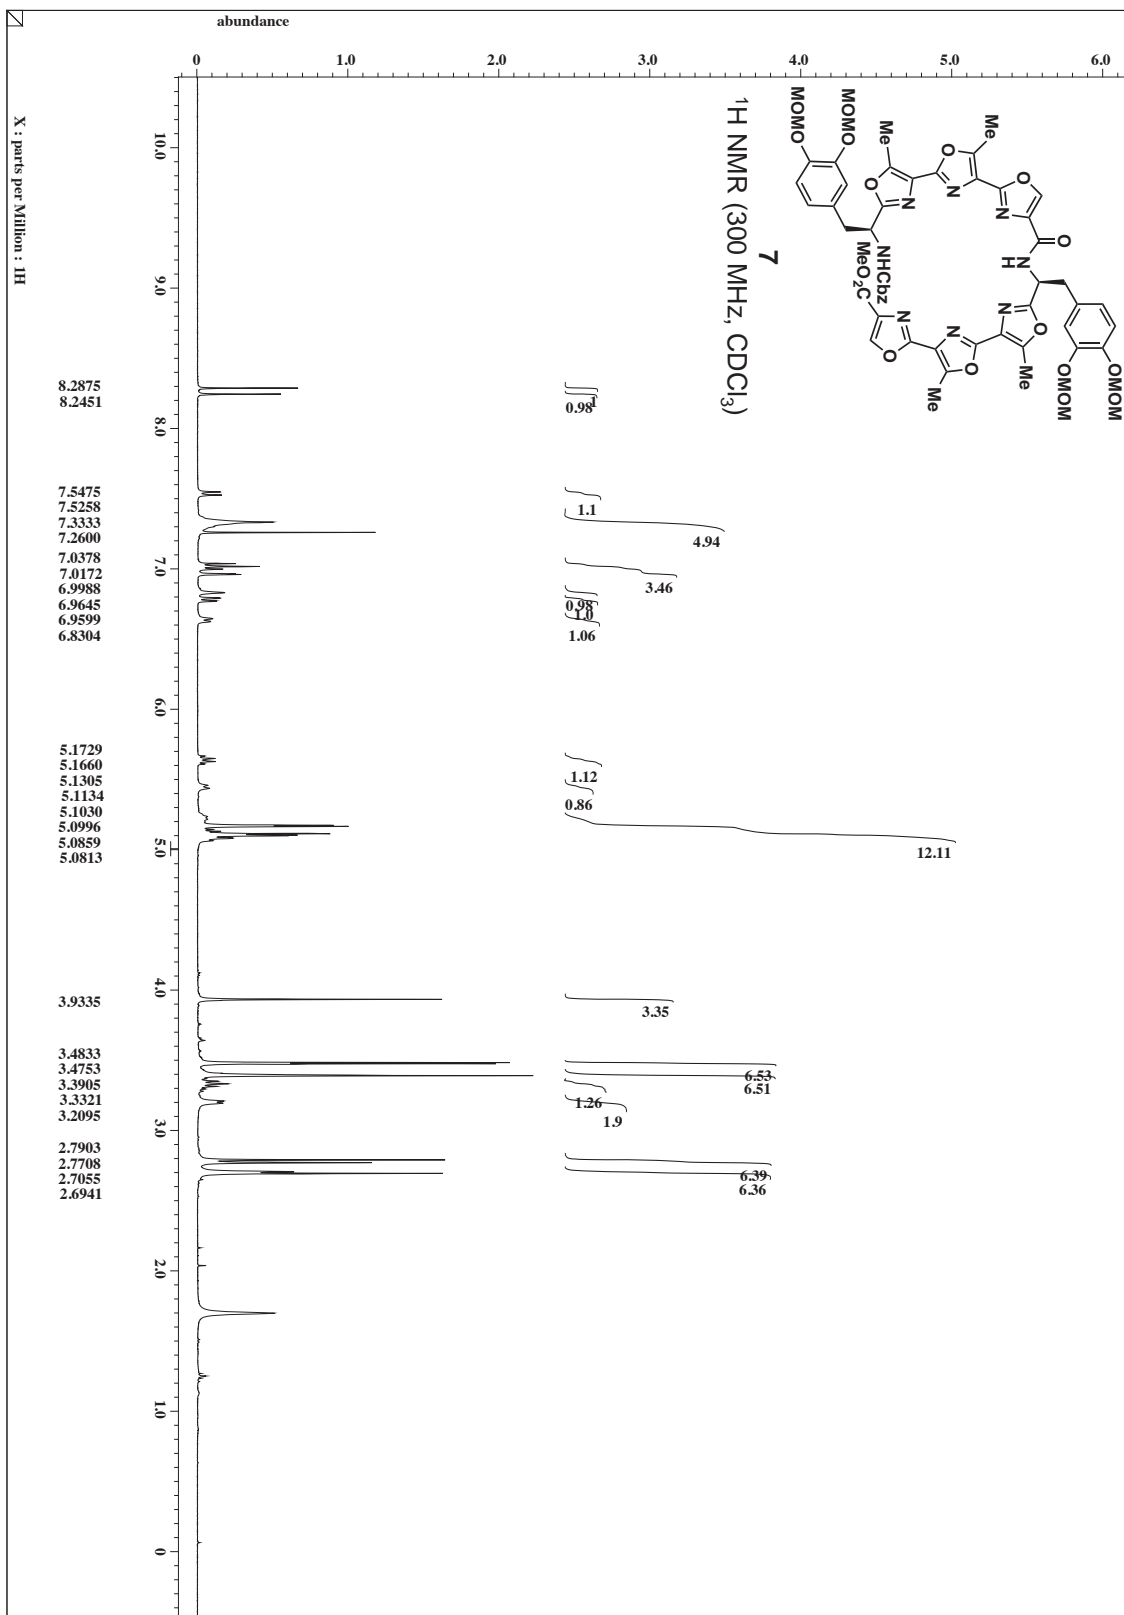 abundance
0 1.0 2.0 3.0 4.0 5.0 6.0
X : parts per Million : 1H
10.0
9.0
8.0
7.0
6.0
5.0
4.0
3.0
2.0
1.0
0
8.2875
8.2451
7.5475
7.5258
7.3333
7.2600
7.0378
7.0172
6.9988
6.9645
6.9599
6.8304
5.1729
5.1660
5.1305
5.1134
5.1030
5.0996
5.0859
5.0813
3.9335
3.4833
3.4753
3.3905
3.3321
3.2095
2.7903
2.7708
2.7055
2.6941
1
0.98
1.1
4.94
3.46
0.98
1.0
1.06
1.12
0.86
12.11
3.35
6.53
6.51
1.26
1.9
6.39
6.36
MOMO
MOMO
Me
O
N
O
N
Me
O
N
O
N
H
NHCbz
MeO2C
N
O
N
O
Me
N
O
Me
OMOM
OMOM
7
1H NMR (300 MHz, CDCl3)